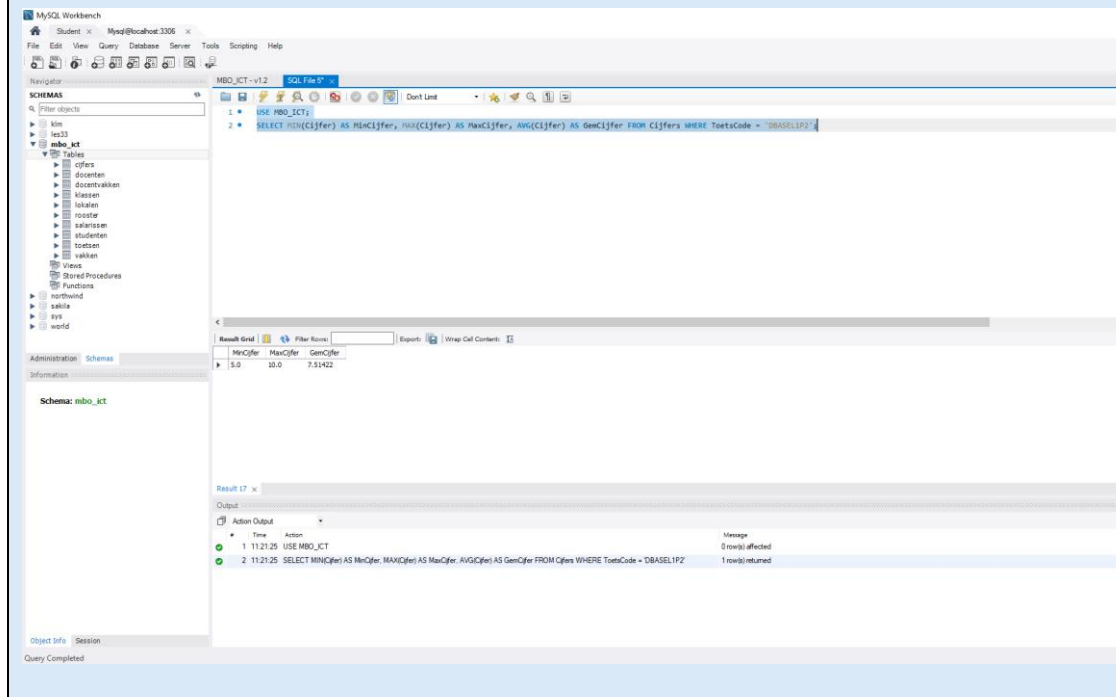 MySQL Workbench
Student × Mysql@localhost:3306 ×
File Edit View Query Database Server Tools Scripting Help
Navigator
SCHEMAS
Filter objects
klm
les33
mbo_ict
Tables
cijfers
docenten
docentvakken
klassen
lokalen
rooster
salarissen
studenten
toetsen
vakken
Views
Stored Procedures
Functions
northwind
sakila
sys
world
Administration Schemas
Information
Schema: mbo_ict
Object Info Session
Query Completed
MBO_ICT - v1.2 SQL File 5* ×
Don't Limit
1 USE MBO_ICT;
2 SELECT MIN(Cijfer) AS MinCijfer, MAX(Cijfer) AS MaxCijfer, AVG(Cijfer) AS GemCijfer FROM Cijfers WHERE ToetsCode = 'DBASEL1P2';
Result Grid Filter Rows: Export: Wrap Cell Content:
MinCijfer MaxCijfer GemCijfer
5.0 10.0 7.51422
Result 17 ×
Output
Action Output
# Time Action Message
1 11:21:25 USE MBO_ICT 0 row(s) affected
2 11:21:25 SELECT MIN(Cijfer) AS MinCijfer, MAX(Cijfer) AS MaxCijfer, AVG(Cijfer) AS GemCijfer FROM Cijfers WHERE ToetsCode = 'DBASEL1P2' 1 row(s) returned